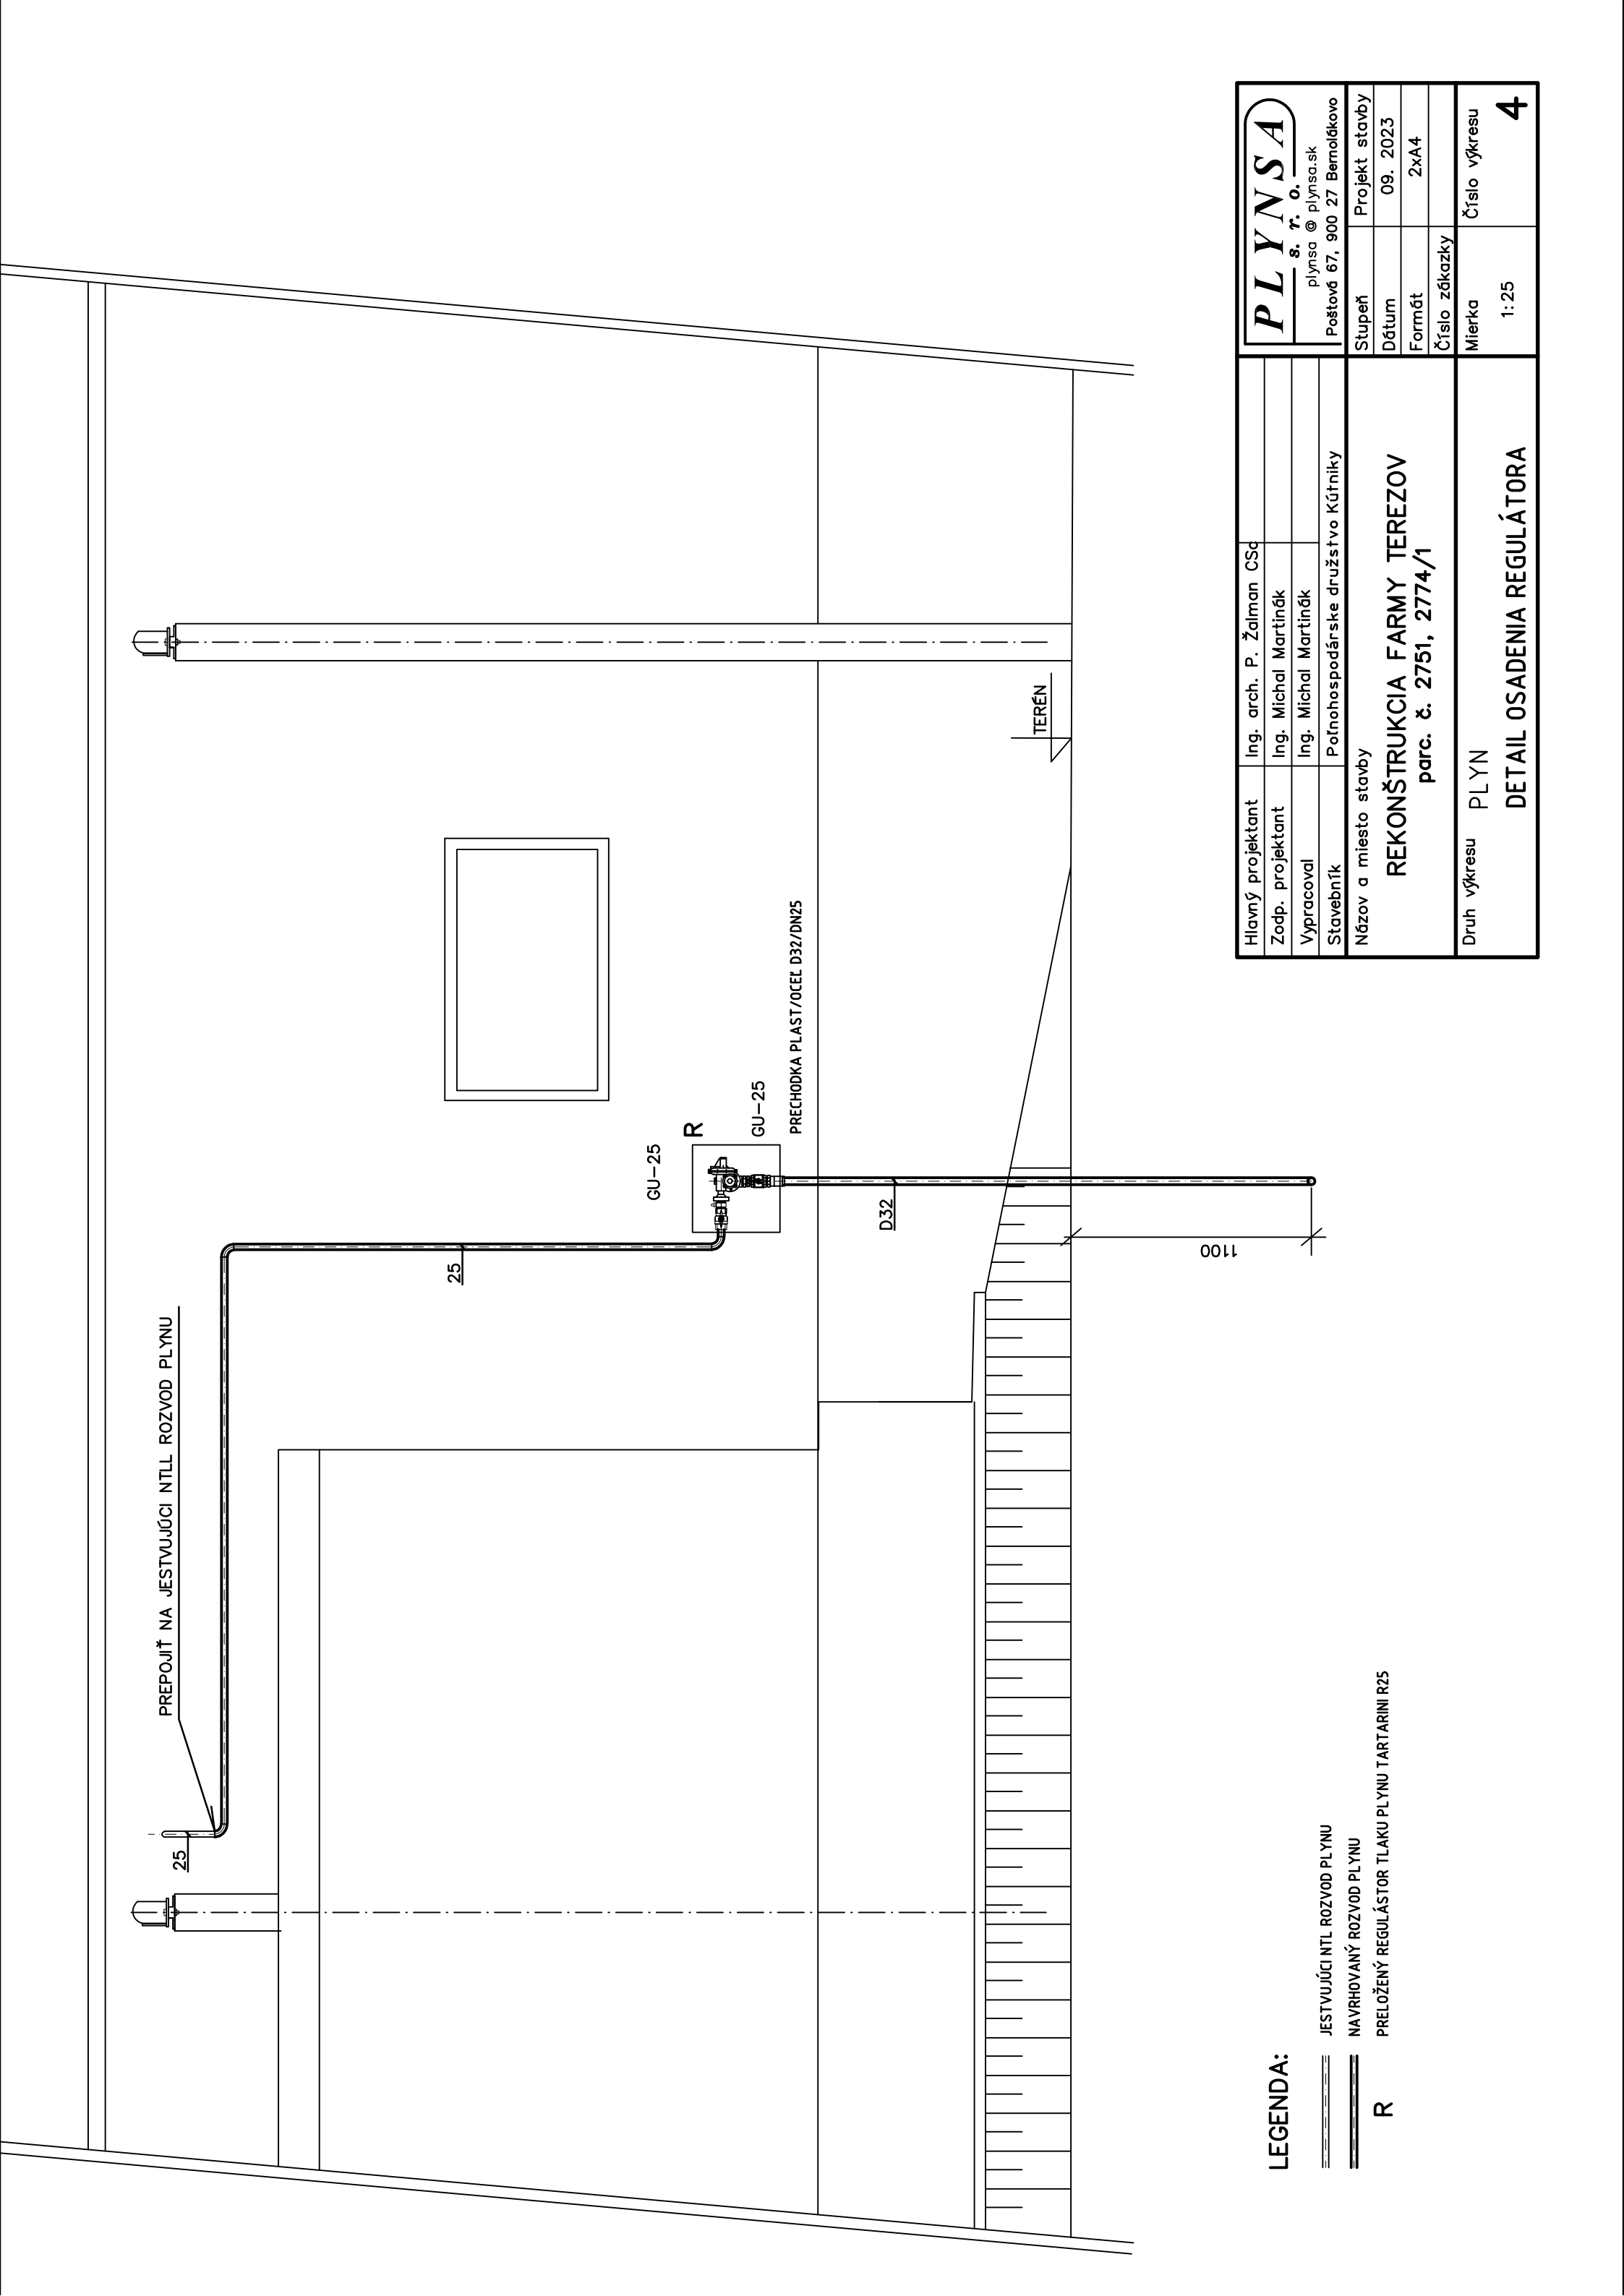 PREPOJIŤ NA JESTVUJÚCI NTLL ROZVOD PLYNU
25
25
GU-25
R
GU-25
PRECHODKA PLAST/OCEĽ D32/DN25
D32
TERÉN
1100
LEGENDA:
JESTVUJÚCI NTL ROZVOD PLYNU
NAVRHOVANÝ ROZVOD PLYNU
R PRELOŽENÝ REGULÁSTOR TLAKU PLYNU TARTARINI R25
Hlavný projektant Ing. arch. P. Žalman CSc
Zodp. projektant Ing. Michal Martinák
Vypracoval Ing. Michal Martinák
Stavebník Poľnohospodárske družstvo Kútniky
PLYNSA
s. r. o.
plynsa @ plynsa.sk
Poštová 67, 900 27 Bernolákovo
Názov a miesto stavby
REKONŠTRUKCIA FARMY TEREZOV
parc. č. 2751, 2774/1
Stupeň Projekt stavby
Dátum 09. 2023
Formát 2xA4
Číslo zákazky
Druh výkresu PLYN
DETAIL OSADENIA REGULÁTORA
Mierka
1:25
Číslo výkresu
4